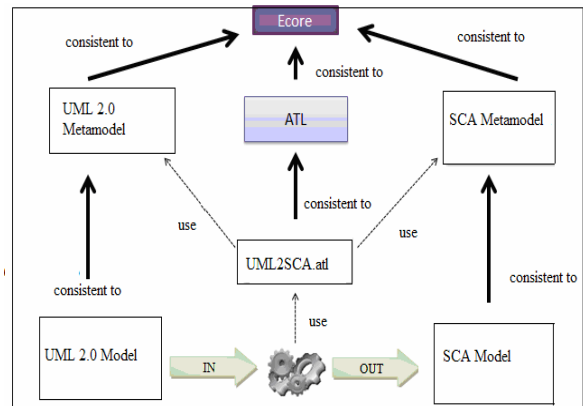 Ecore
consistent to
consistent to
consistent to
UML 2.0
Metamodel
ATL
SCA Metamodel
consistent to
use
use
UML2SCA.atl
consistent to
consistent to
use
UML 2.0 Model
IN
OUT
SCA Model